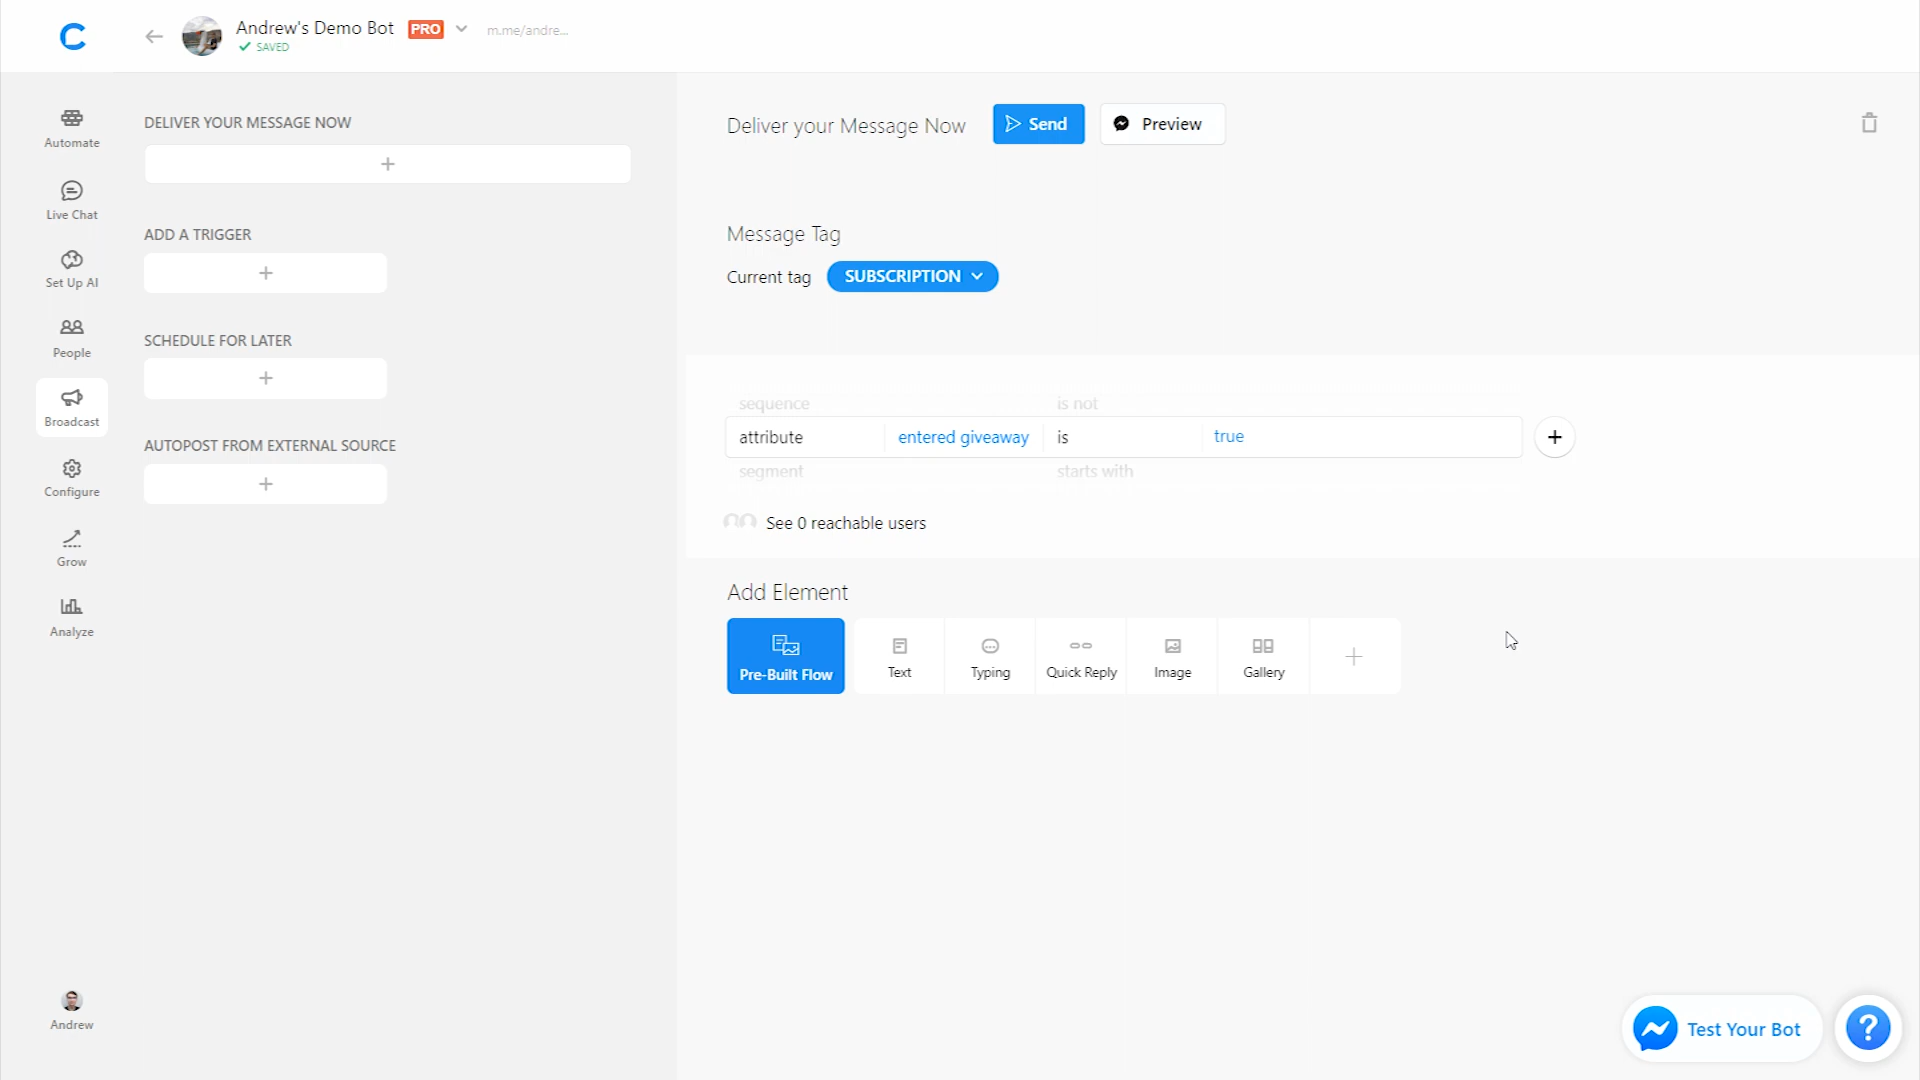 Andrew's Demo Bot PRO m.me/andre...
SAVED
Automate
Live Chat
Set Up AI
People
Broadcast
Configure
Grow
Analyze
Andrew
DELIVER YOUR MESSAGE NOW
+
ADD A TRIGGER
+
SCHEDULE FOR LATER
+
AUTOPOST FROM EXTERNAL SOURCE
+
Deliver your Message Now Send Preview
Message Tag
Current tag SUBSCRIPTION
sequence is not
attribute entered giveaway is true +
segment starts with
See 0 reachable users
Add Element
Pre-Built Flow Text Typing Quick Reply Image Gallery +
Test Your Bot ?